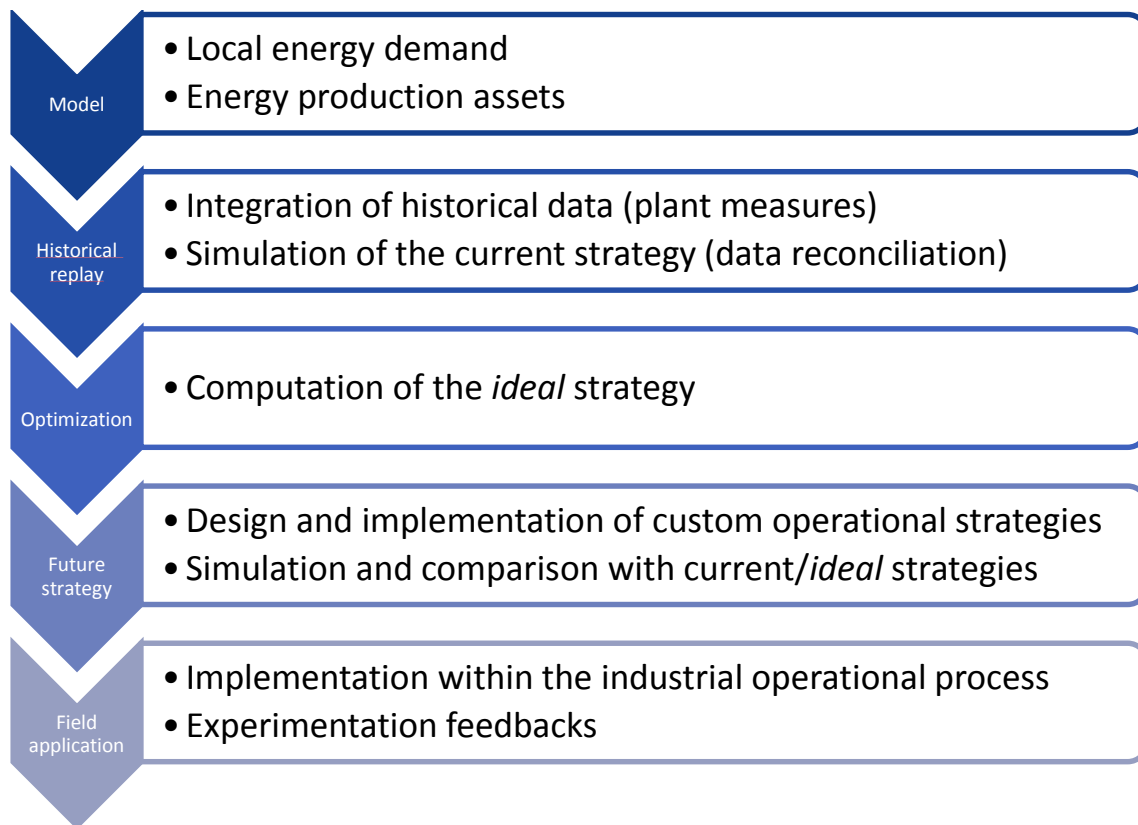 Model
• Local energy demand
• Energy production assets
Historical
replay
• Integration of historical data (plant measures)
• Simulation of the current strategy (data reconciliation)
Optimization
• Computation of the ideal strategy
Future
strategy
• Design and implementation of custom operational strategies
• Simulation and comparison with current/ideal strategies
Field
application
• Implementation within the industrial operational process
• Experimentation feedbacks